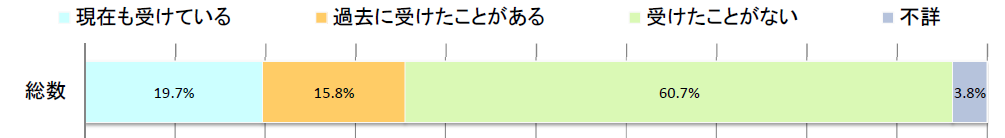 現在も受けている 過去に受けたことがある 受けたことがない 不詳
総数 19.7% 15.8% 60.7% 3.8%